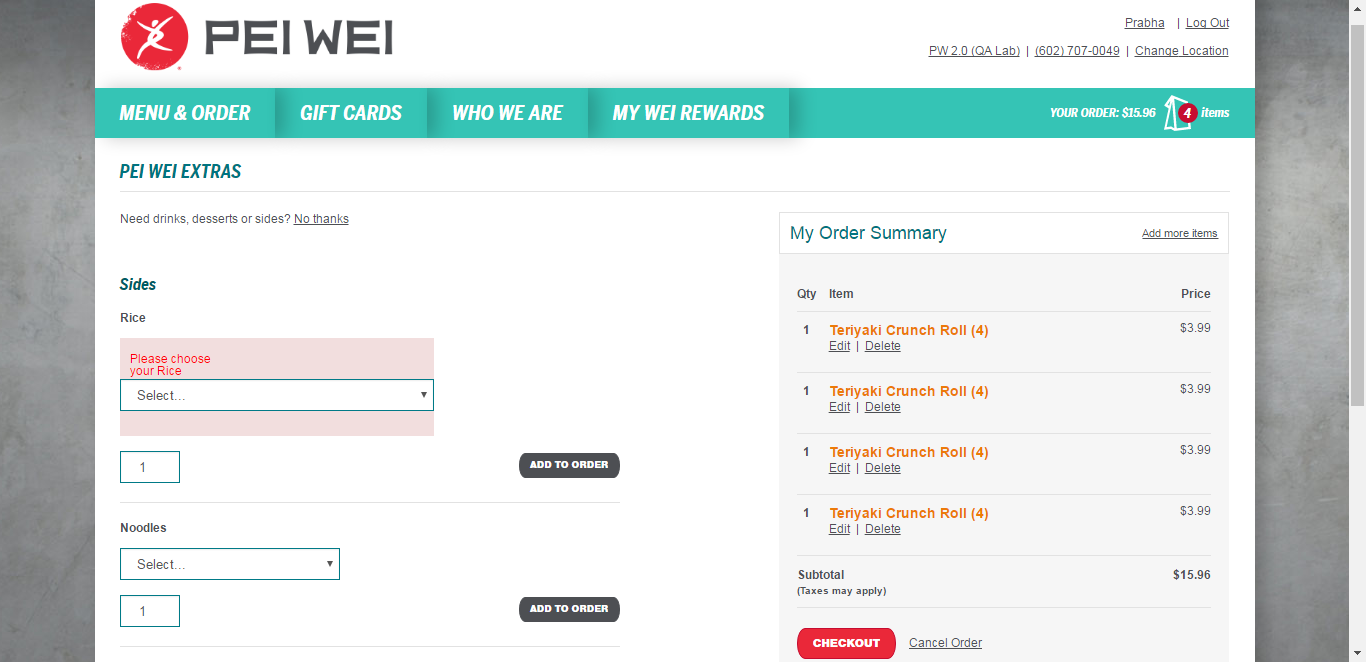 PEI WEI
Prabha | Log Out
PW 2.0 (QA Lab) | (602) 707-0049 | Change Location
MENU & ORDER GIFT CARDS WHO WE ARE MY WEI REWARDS YOUR ORDER: $15.96 4 items
PEI WEI EXTRAS
Need drinks, desserts or sides? No thanks
Sides
Rice
Please choose
your Rice
Select...
1 ADD TO ORDER
Noodles
Select...
1 ADD TO ORDER
My Order Summary Add more items
Qty Item Price
1 Teriyaki Crunch Roll (4) $3.99
Edit | Delete
1 Teriyaki Crunch Roll (4) $3.99
Edit | Delete
1 Teriyaki Crunch Roll (4) $3.99
Edit | Delete
1 Teriyaki Crunch Roll (4) $3.99
Edit | Delete
Subtotal $15.96
(Taxes may apply)
CHECKOUT Cancel Order